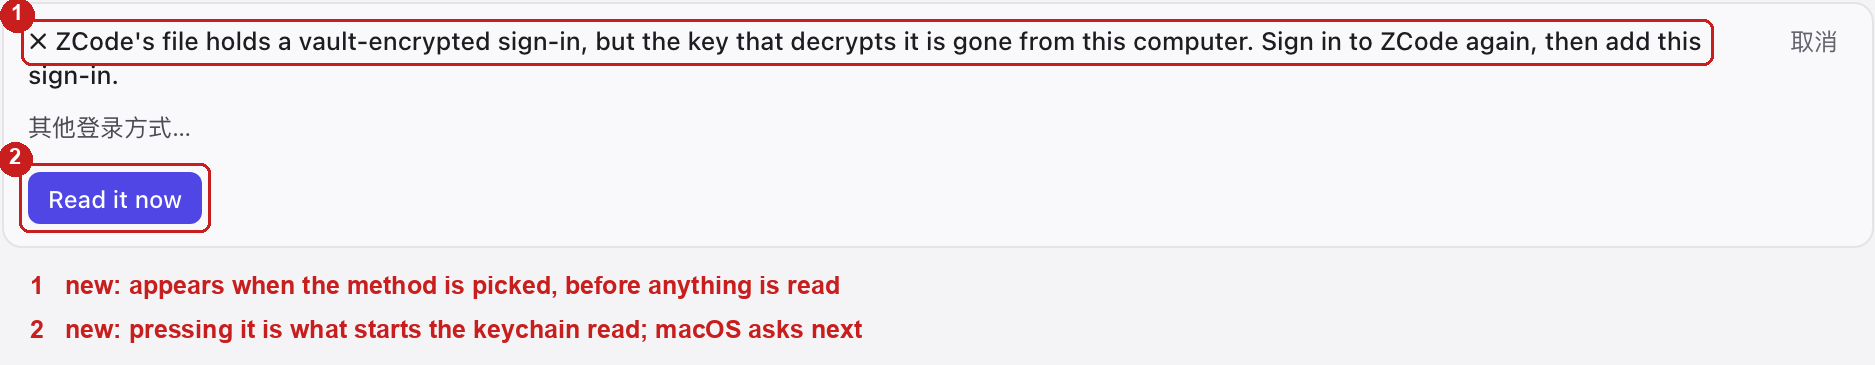 1
× ZCode's file holds a vault-encrypted sign-in, but the key that decrypts it is gone from this computer. Sign in to ZCode again, then add this
取消
sign-in.
其他登录方式...
2
Read it now
1 new: appears when the method is picked, before anything is read
2 new: pressing it is what starts the keychain read; macOS asks next